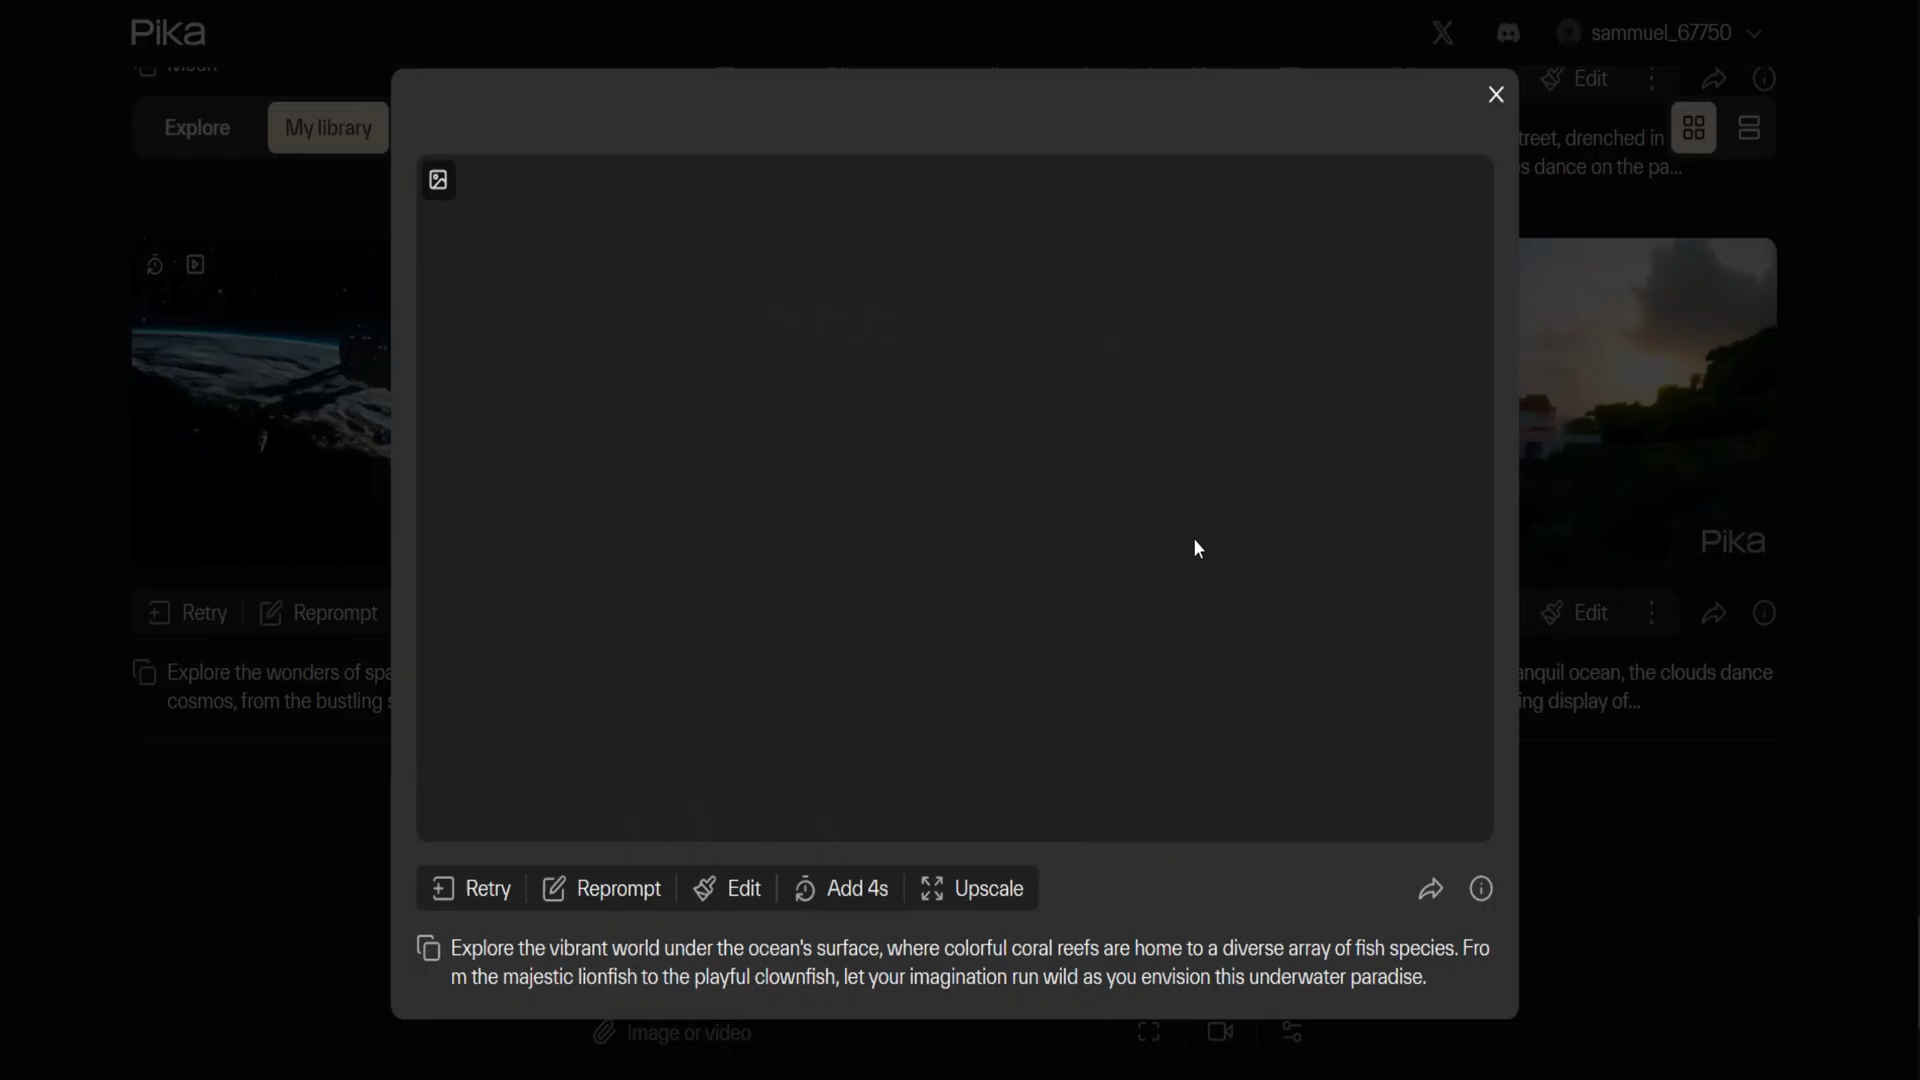 Pika
sammuel_67750
Edit
Explore
My library
treet, drenched in
s dance on the pa...
Pika
Retry
Reprompt
Edit
Explore the wonders of spa
cosmos, from the bustling s
anquil ocean, the clouds dance
ing display of...
Retry
Reprompt
Edit
Add 4s
Upscale
Explore the vibrant world under the ocean's surface, where colorful coral reefs are home to a diverse array of fish species. Fro
m the majestic lionfish to the playful clownfish, let your imagination run wild as you envision this underwater paradise.
Image or video